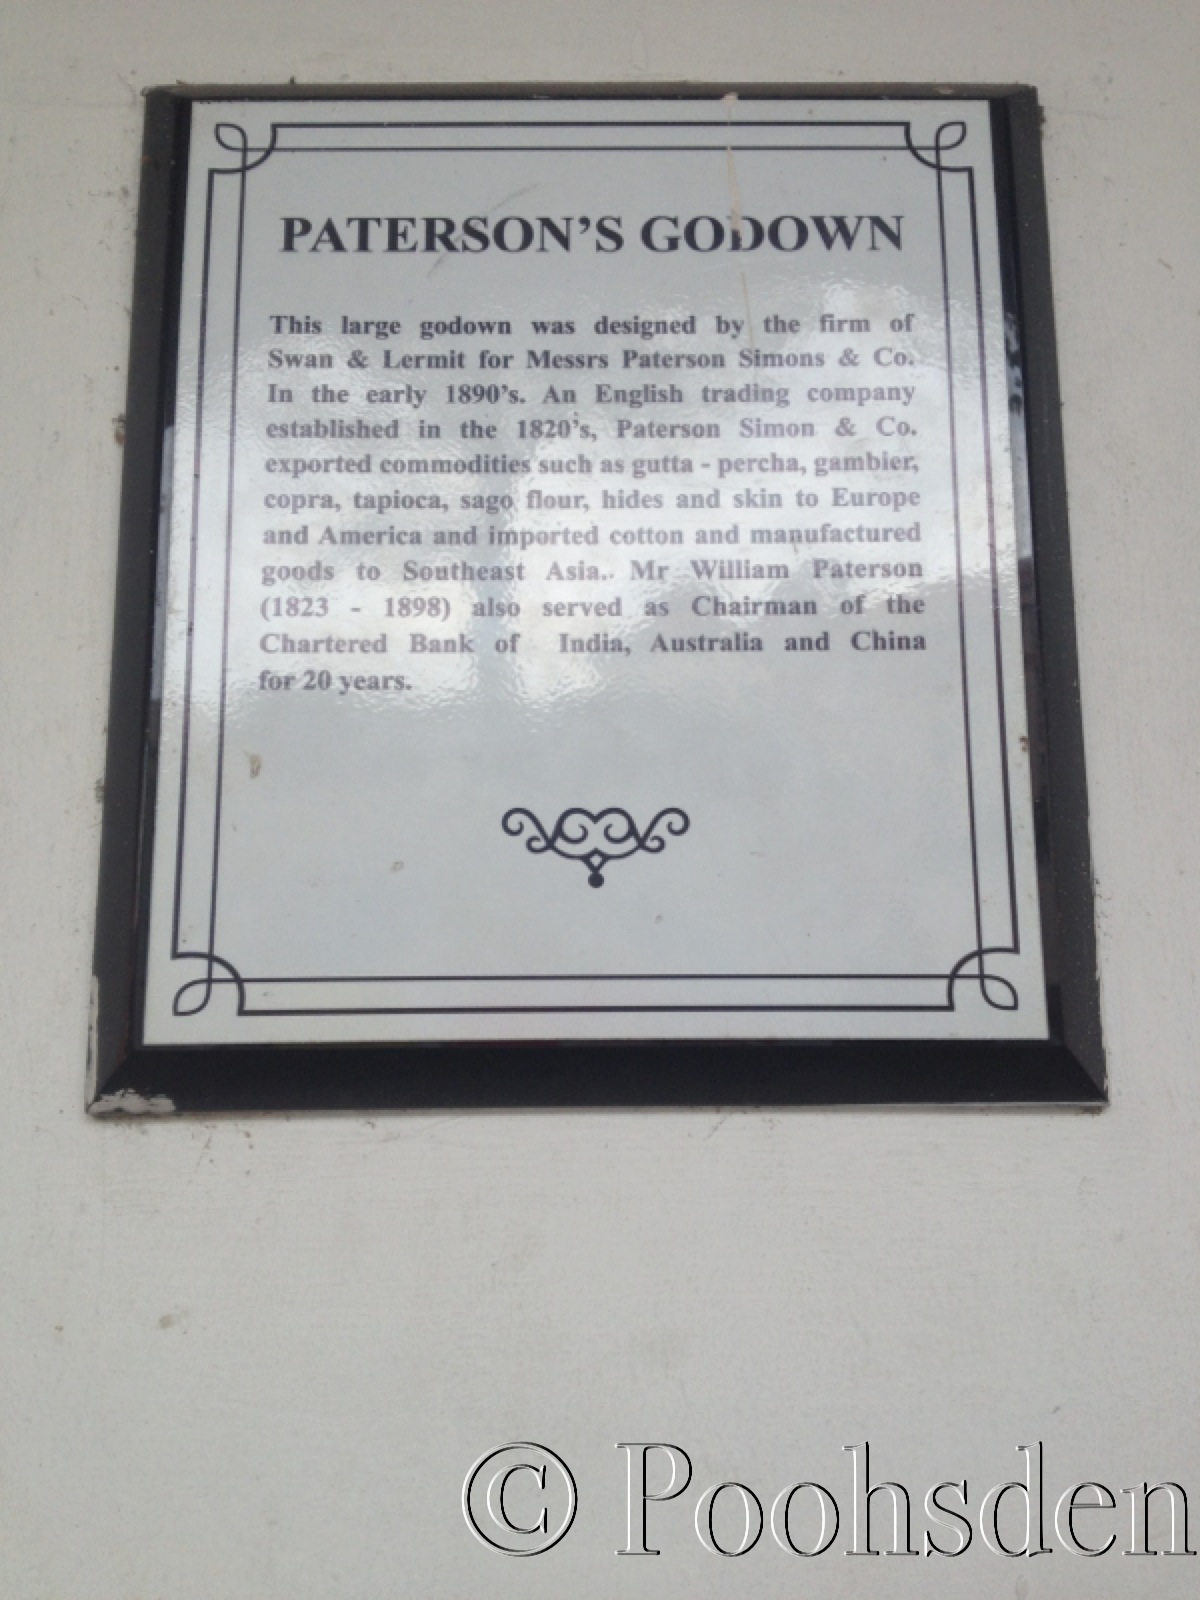 PATERSON'S GODOWN
This large godown was designed by the firm of
Swan & Lermit for Messrs Paterson Simons & Co.
In the early 1890's. An English trading company
established in the 1820's, Paterson Simon & Co.
exported commodities such as gutta - percha, gambier,
copra, tapioca, sago flour, hides and skin to Europe
and America and imported cotton and manufactured
goods to Southeast Asia.. Mr William Paterson
(1823 - 1898) also served as Chairman of the
Chartered Bank of India, Australia and China
for 20 years.
© Poohsden